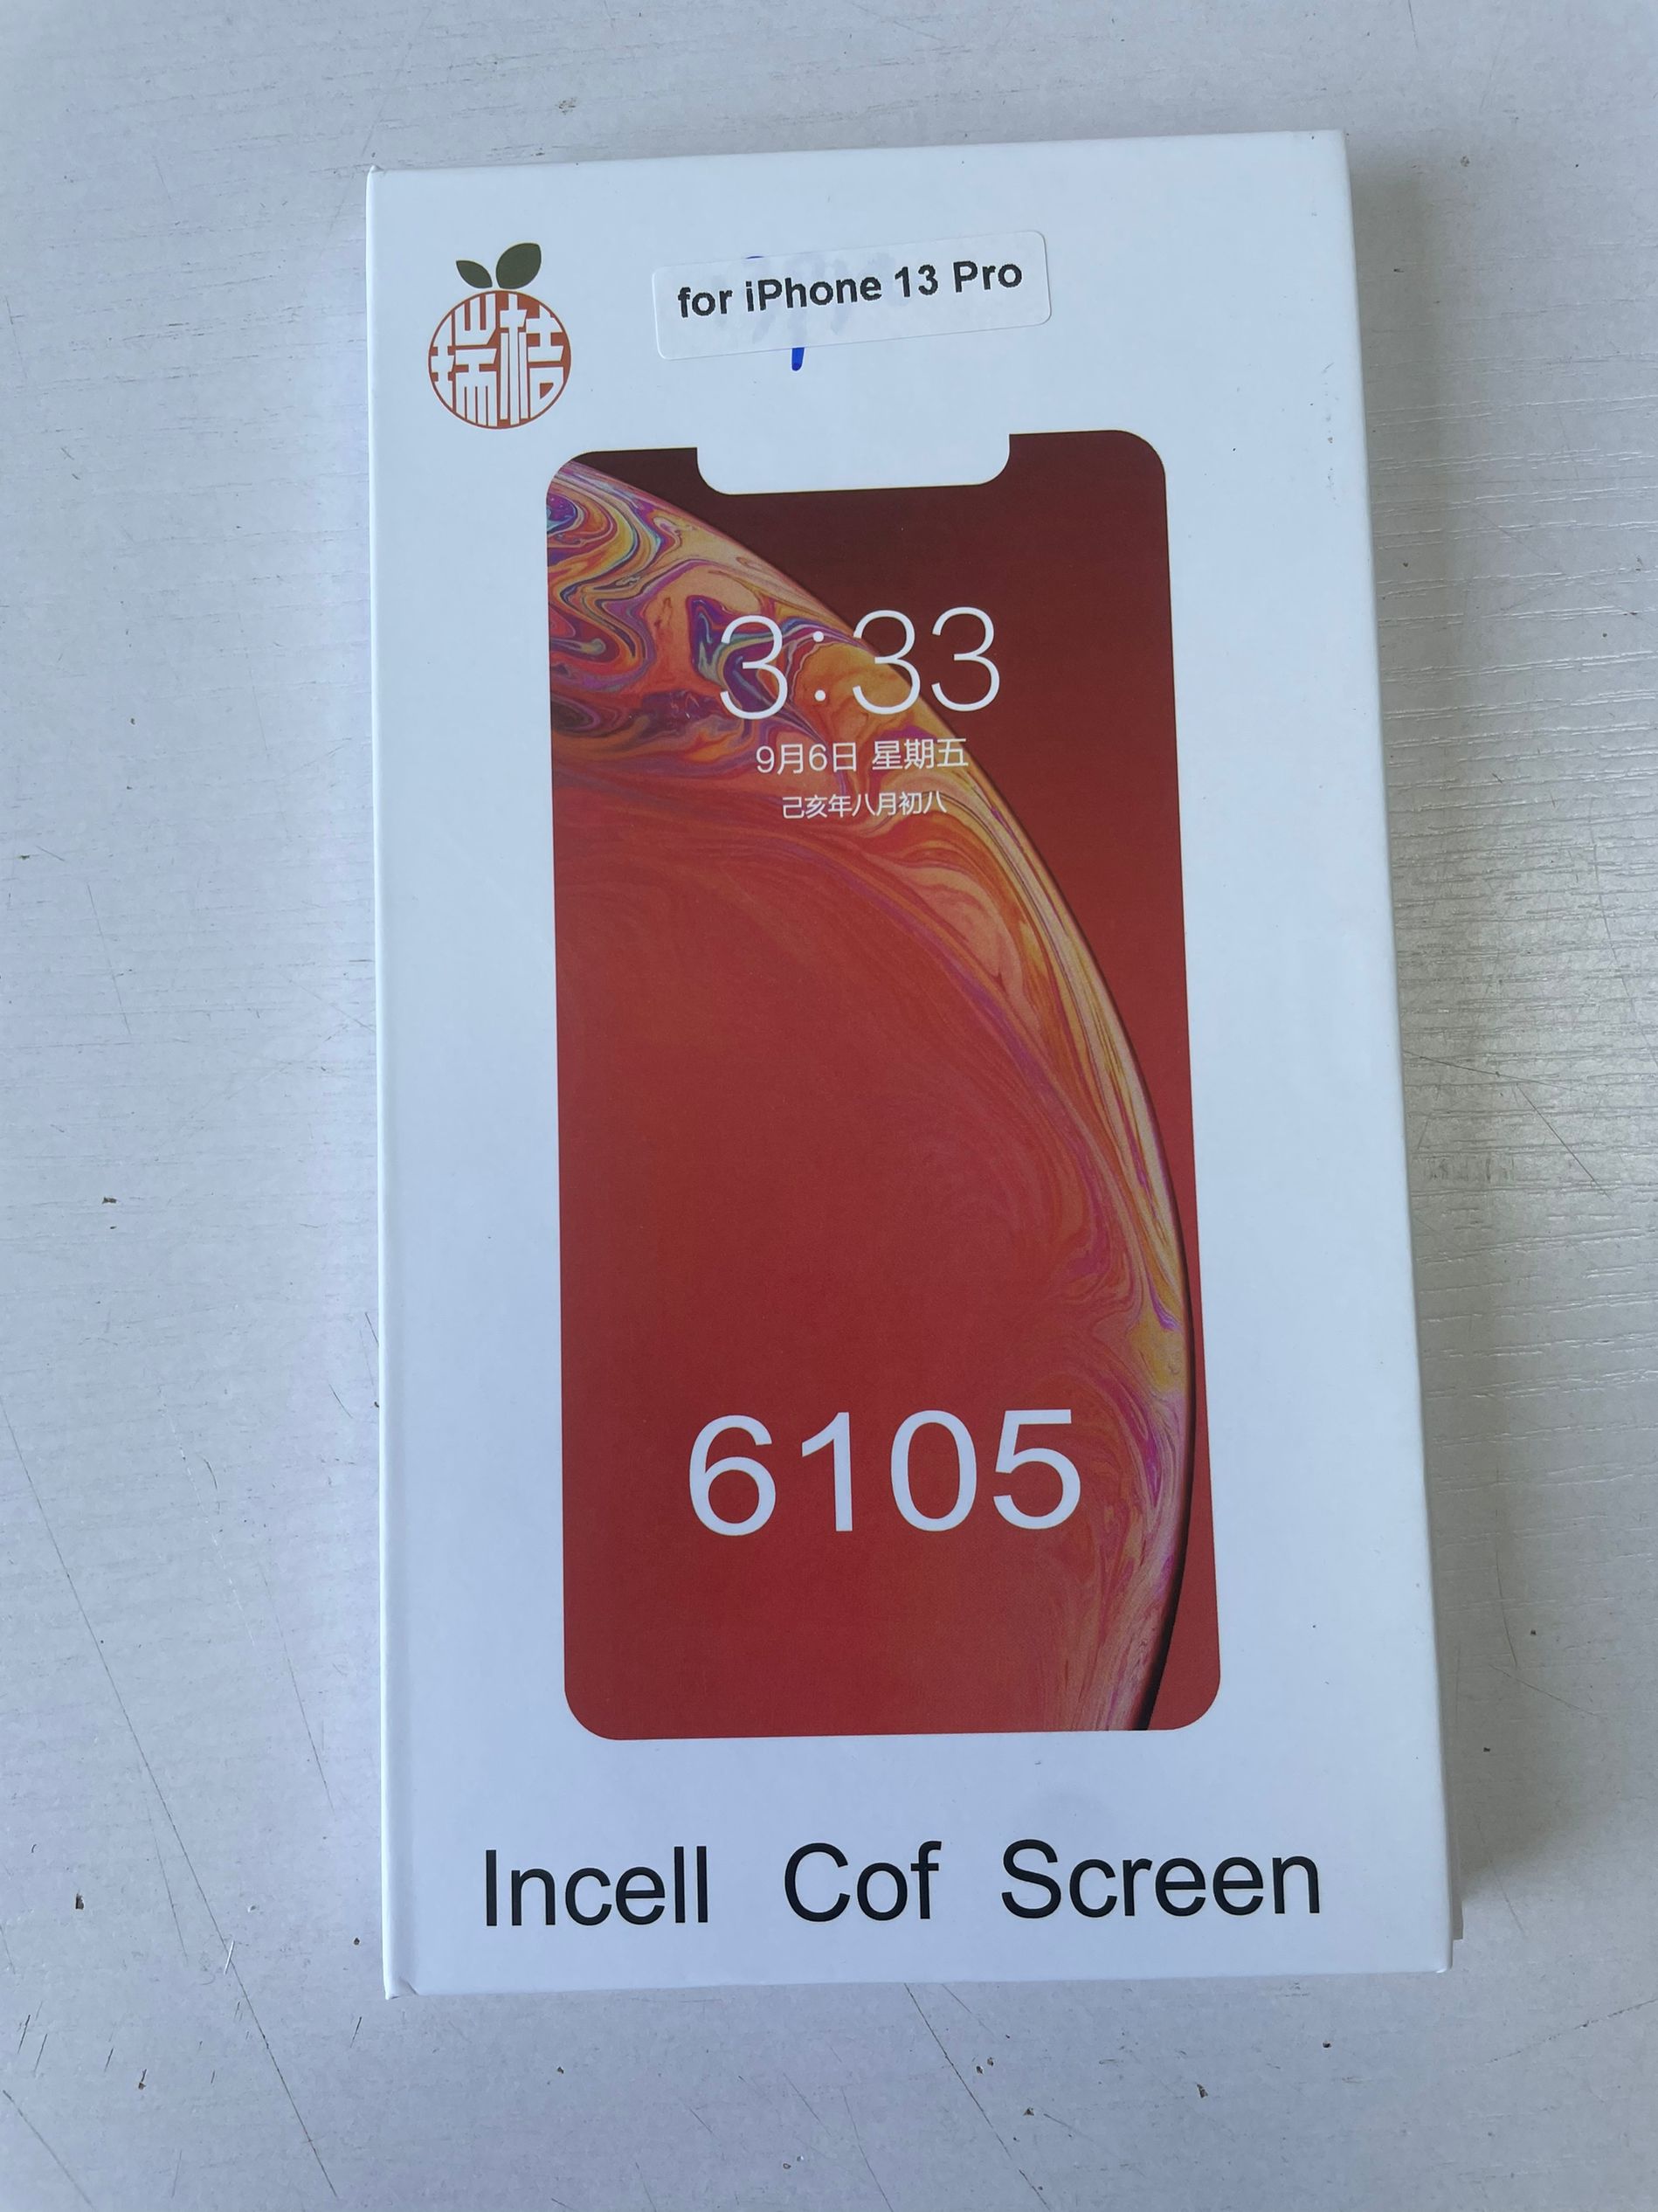 瑞桔
for iPhone 13 Pro
3:33
9月6日 星期五
己亥年八月初八
6105
Incell Cof Screen